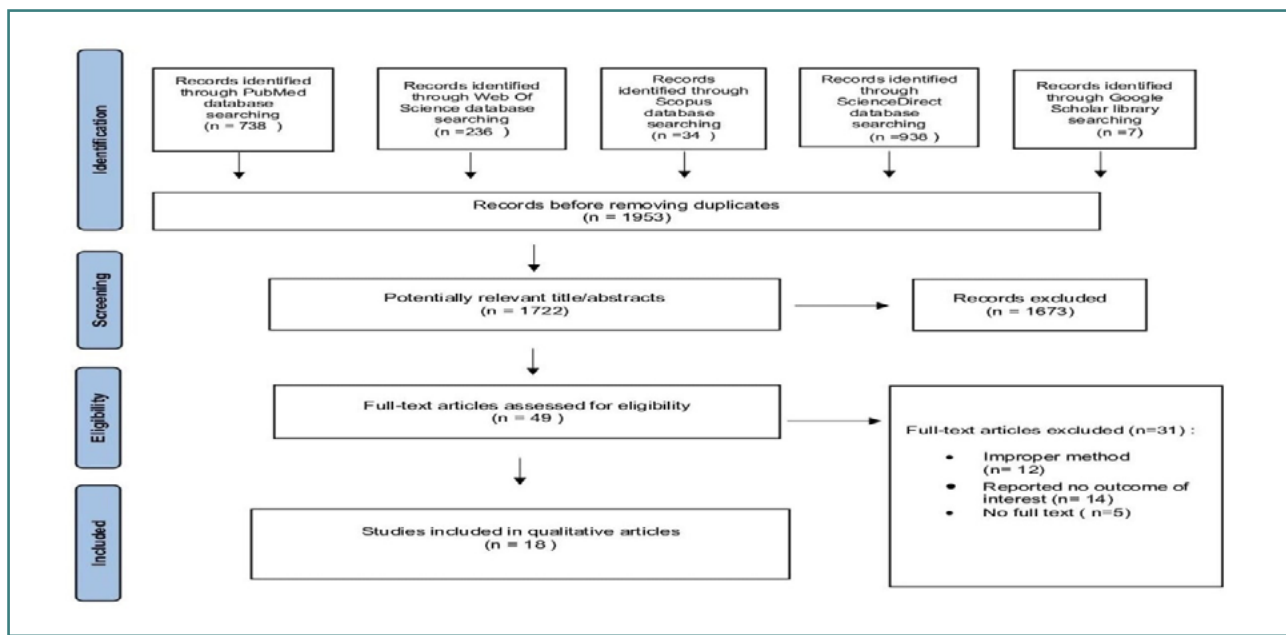 Identification
Records identified
through PubMed
database
searching
(n = 738 )
Records identified
through Web Of
Science database
searching
(n =236 )
Records
identified through
Scopus
database
searching
(n =34 )
Records identified
through
ScienceDirect
database
searching
(n =938 )
Records identified
through Google
Scholar library
searching
(n =7)
Records before removing duplicates
(n = 1953)
Screening
Potentially relevant title/abstracts
(n = 1722)
Records excluded
(n = 1673)
Eligibility
Full-text articles assessed for eligibility
(n = 49 )
Full-text articles excluded (n=31) :
• Improper method
(n= 12)
• Reported no outcome of
interest (n= 14)
• No full text ( n=5)
Included
Studies included in qualitative articles
(n = 18)